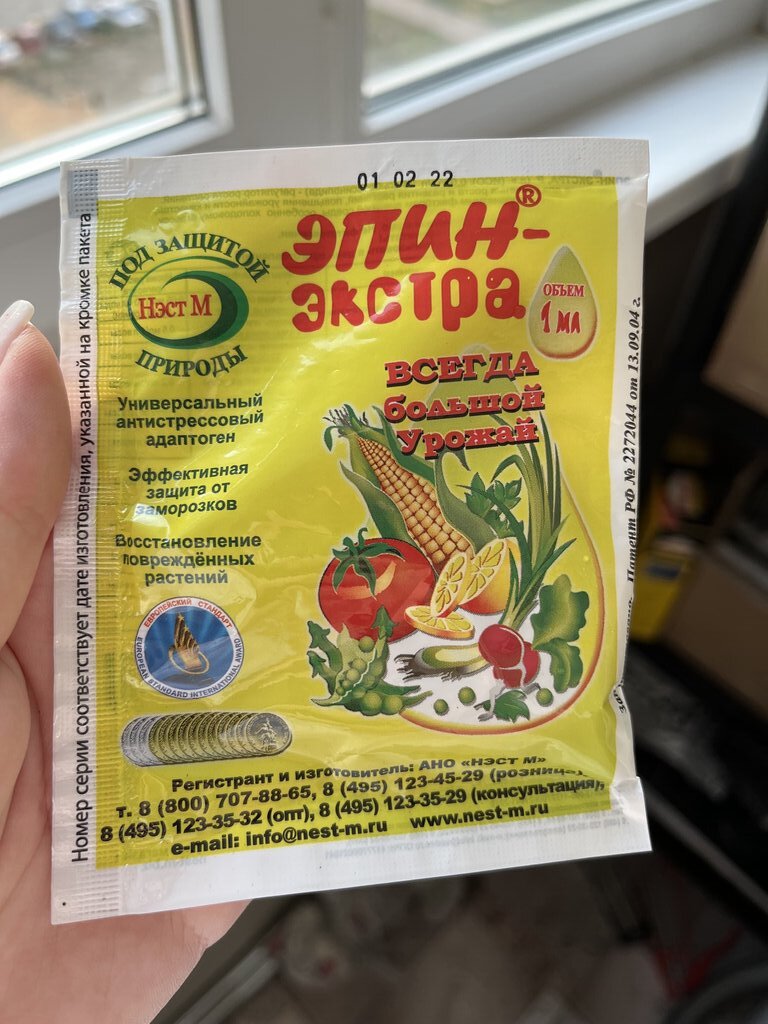 01 02 22
ЭПИН-®
экстра
ПОД ЗАЩИТОЙ
Нэст М
ПРИРОДЫ
ОБЪЕМ
1 мл
ВСЕГДА
большой
Урожай
Универсальный
антистрессовый
адаптоген
Эффективная
защита от
заморозков
Восстановление
повреждённых
растений
ЕВРОПЕЙСКИЙ СТАНДАРТ
EUROPEAN STANDARD INTERNATIONAL AWARD
Регистрант и изготовитель: АНО «НЭСТ М»
т. 8 (800) 707-88-65, 8 (495) 123-45-29 (розница),
8 (495) 123-35-32 (опт), 8 (495) 123-35-29 (консультация),
e-mail: info@nest-m.ru www.nest-m.ru
Номер серии соответствует дате изготовления, указанной на кромке пакета
Патент РФ № 2272044 от 13.09.04 г.